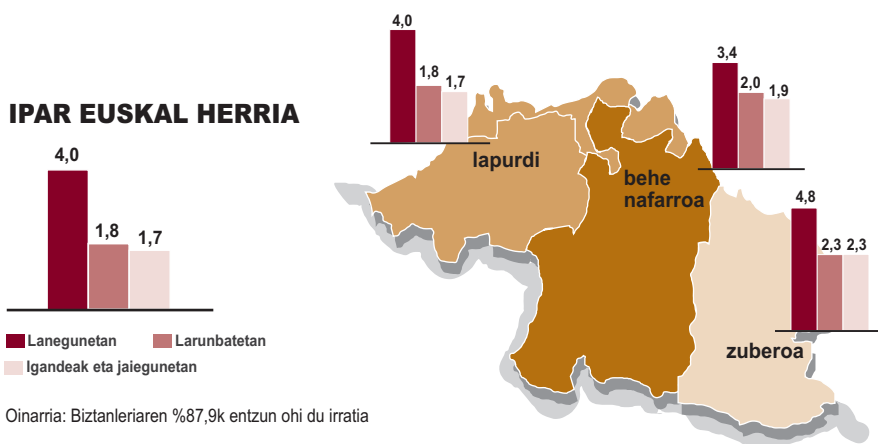 IPAR EUSKAL HERRIA
4,0
1,8
1,7
Lanegunetan
Larunbatetan
Igandeak eta jaiegunetan
Oinarria: Biztanleriaren %87,9k entzun ohi du irratia
4,0
1,8
1,7
lapurdi
3,4
2,0
1,9
behe
nafarroa
4,8
2,3
2,3
zuberoa